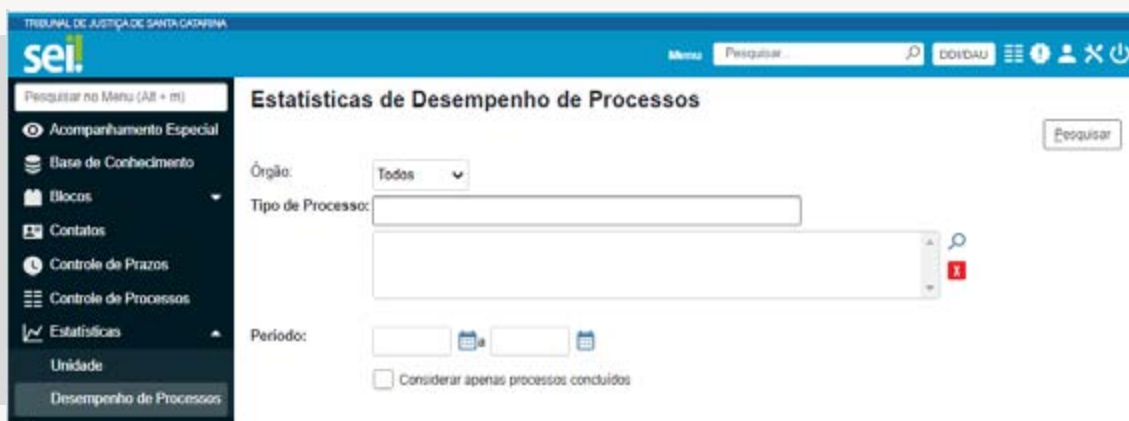 TRIBUNAL DE JUSTIÇA DE SANTA CATARINA
sei!
Menu
Pesquisar...
DDI/DAU
Pesquisar no Menu (Alt + m)
Acompanhamento Especial
Base de Conhecimento
Blocos
Contatos
Controle de Prazos
Controle de Processos
Estatísticas
Unidade
Desempenho de Processos
Estatísticas de Desempenho de Processos
Pesquisar
Órgão:
Todos
Tipo de Processo:
X
Período:
a
Considerar apenas processos concluídos